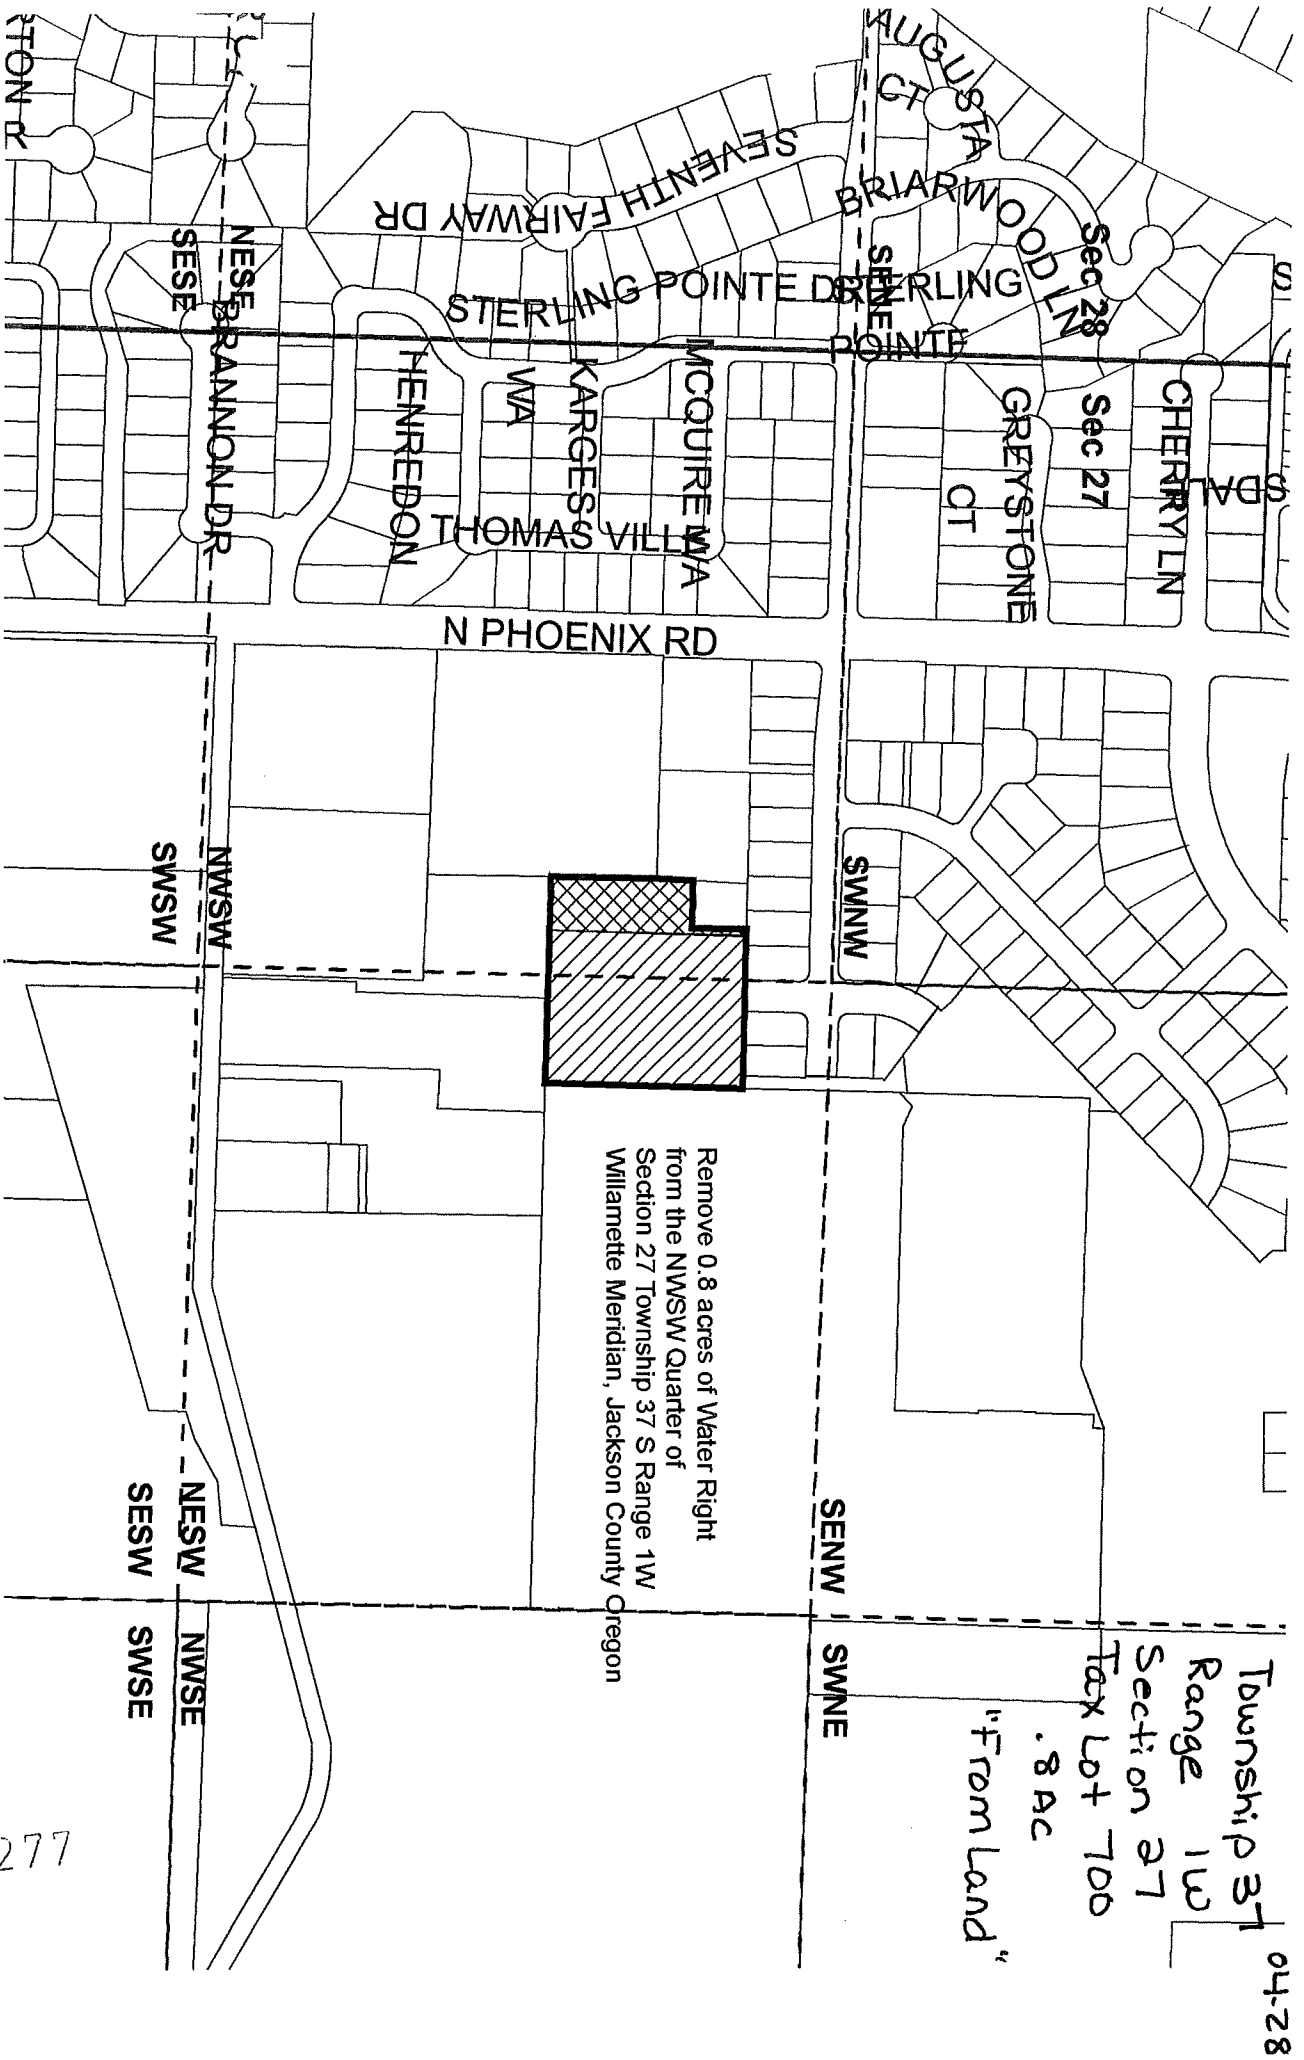 04-28
Township 37
Range 1W
Section 27
Tax Lot 700
.8 AC
"From Land"
AUGUSTA
CT
BRIARWOOD LN
SEVENTH FAIRWAY DR
STERLING POINTE DR
STERLING
POINTE
Sec 28
Sec 27
SENE
NESE
SESE
CHERRY LN
GREYSTONE
CT
MCQUIRE WA
KARGES
WA
THOMAS VILLE
HENREDON
BRANNON DR
N PHOENIX RD
SWNW
NWSW
SWSW
Remove 0.8 acres of Water Right
from the NWSW Quarter of
Section 27 Township 37 S Range 1W
Willamette Meridian, Jackson County Oregon
SENW
SWNE
NESW
NWSE
SESW
SWSE
277